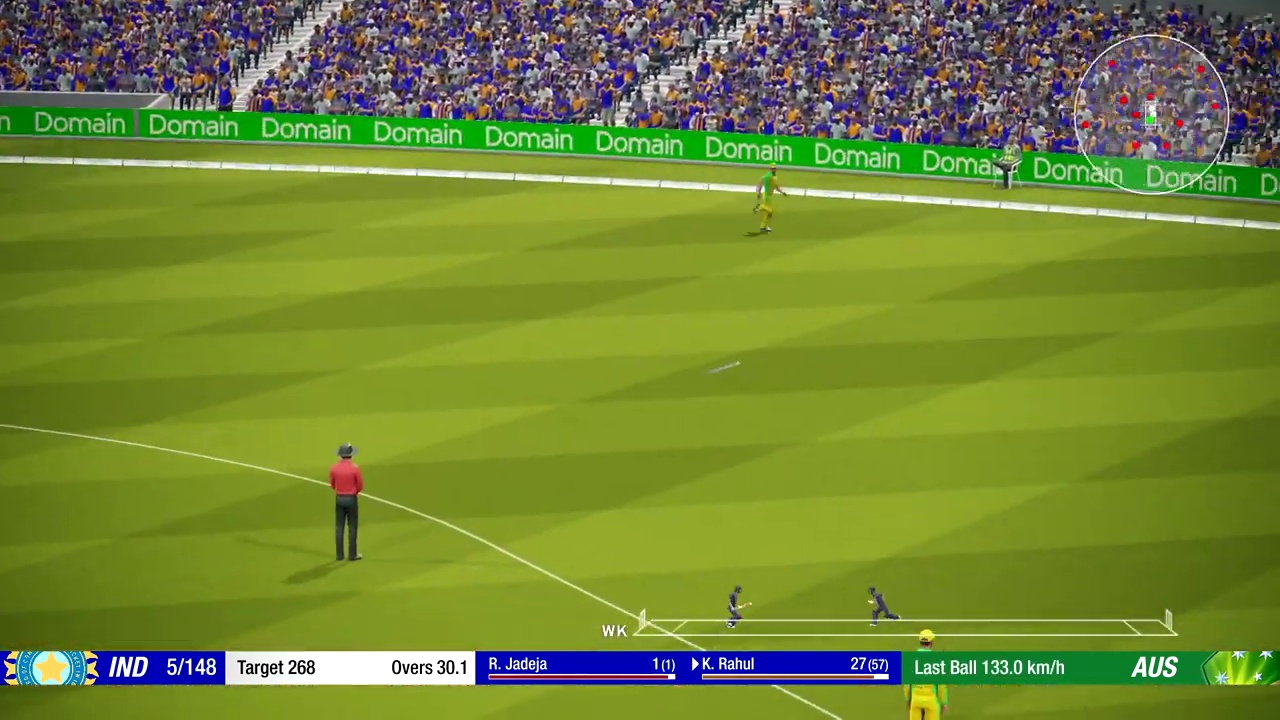 Domain Domain Domain Domain Domain Domain Domain Domain Domain Domain
WK
IND 5/148 Target 268 Overs 30.1 R. Jadeja 1(1) K. Rahul 27(57) Last Ball 133.0 km/h AUS